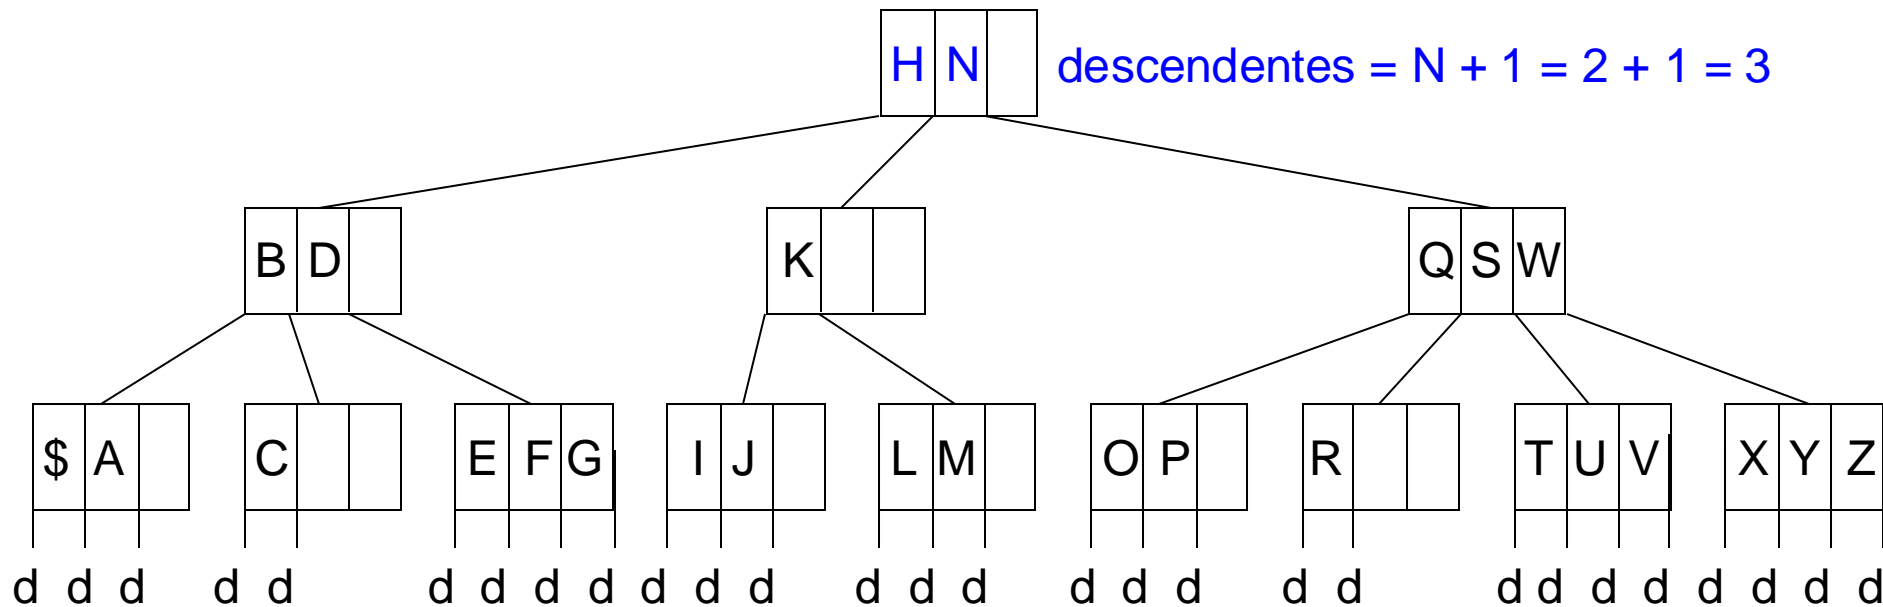 H N descendentes = N + 1 = 2 + 1 = 3
B D K Q S W
$ A C E F G I J L M O P R T U V X Y Z
d d d d d d d d d d d d d d d d d d d d d d d d d d d d